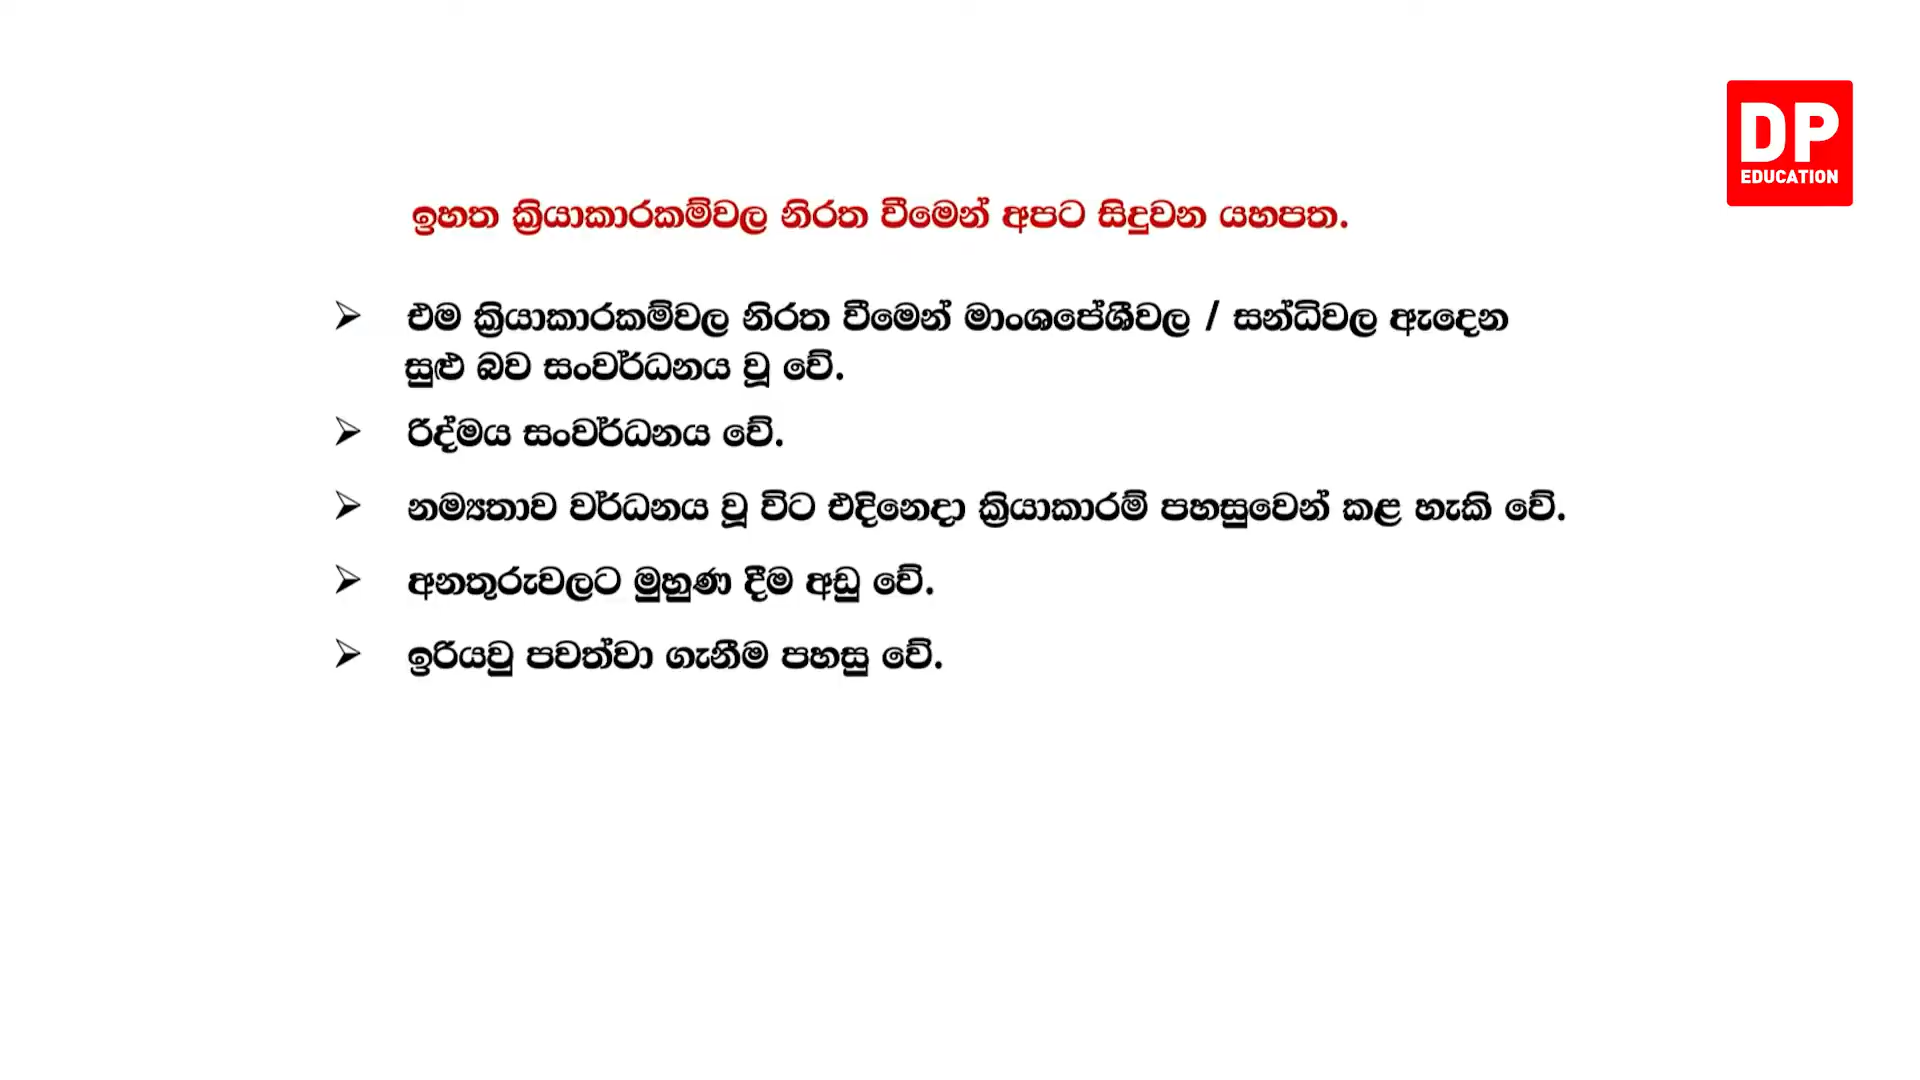 DP
EDUCATION
ඉහත ක්‍රියාකාරකම්වල නිරත වීමෙන් අපට සිදුවන යහපත.
➢ එම ක්‍රියාකාරකම්වල නිරත වීමෙන් මාංශපේශීවල / සන්ධිවල ඇදෙන
සුළු බව සංවර්ධනය වූ වේ.
➢ රිද්මය සංවර්ධනය වේ.
➢ නම්‍යතාව වර්ධනය වූ විට එදිනෙදා ක්‍රියාකාරම් පහසුවෙන් කළ හැකි වේ.
➢ අනතුරුවලට මුහුණ දීම අඩු වේ.
➢ ඉරියවු පවත්වා ගැනීම පහසු වේ.